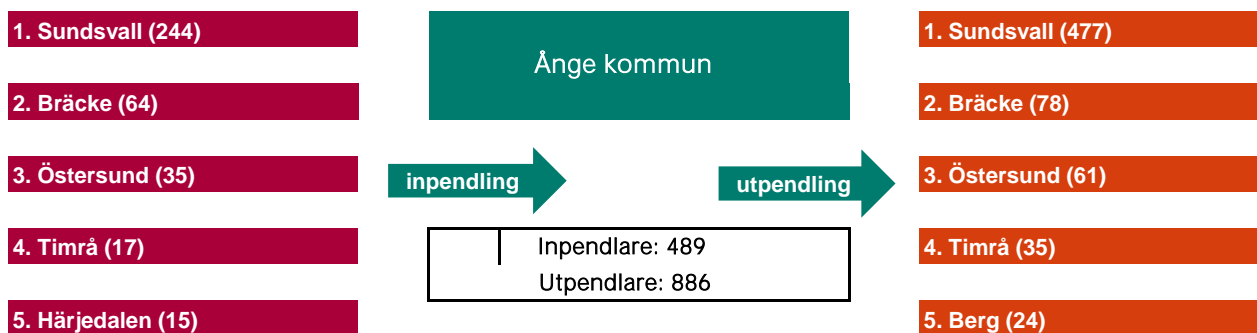 1. Sundsvall (244)
2. Bräcke (64)
3. Östersund (35)
4. Timrå (17)
5. Härjedalen (15)
Ånge kommun
inpendling
utpendling
Inpendlare: 489
Utpendlare: 886
1. Sundsvall (477)
2. Bräcke (78)
3. Östersund (61)
4. Timrå (35)
5. Berg (24)